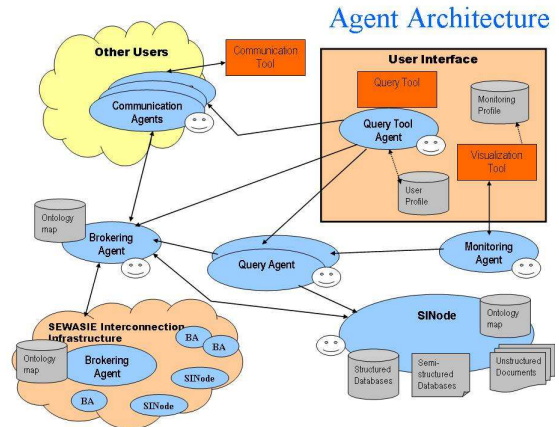 Agent Architecture
Other Users
Communication
Tool
Communication
Agents
User Interface
Query Tool
Monitoring
Profile
Query Tool
Agent
Visualization
Tool
User
Profile
Ontology
map
Brokering
Agent
Query Agent
Monitoring
Agent
SEWASIE Interconnection
Infrastructure
BA
BA
Ontology
map
Brokering
Agent
SINode
BA
SINode
SINode
Ontology
map
Structured
Databases
Semi-
structured
Databases
Unstructured
Documents